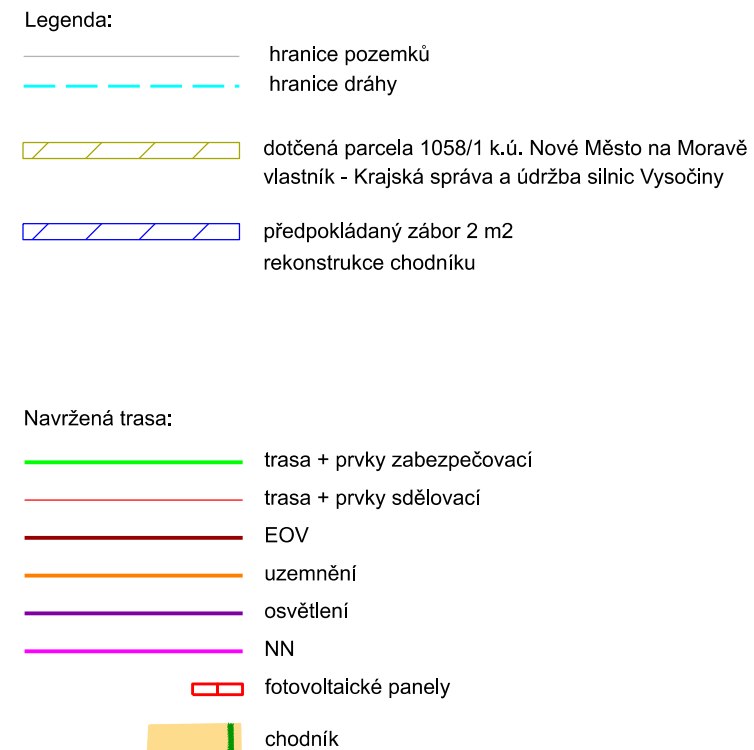 Legenda:
hranice pozemků
hranice dráhy
dotčená parcela 1058/1 k.ú. Nové Město na Moravě
vlastník - Krajská správa a údržba silnic Vysočiny
předpokládaný zábor 2 m2
rekonstrukce chodníku
Navržená trasa:
trasa + prvky zabezpečovací
trasa + prvky sdělovací
EOV
uzemnění
osvětlení
NN
fotovoltaické panely
chodník